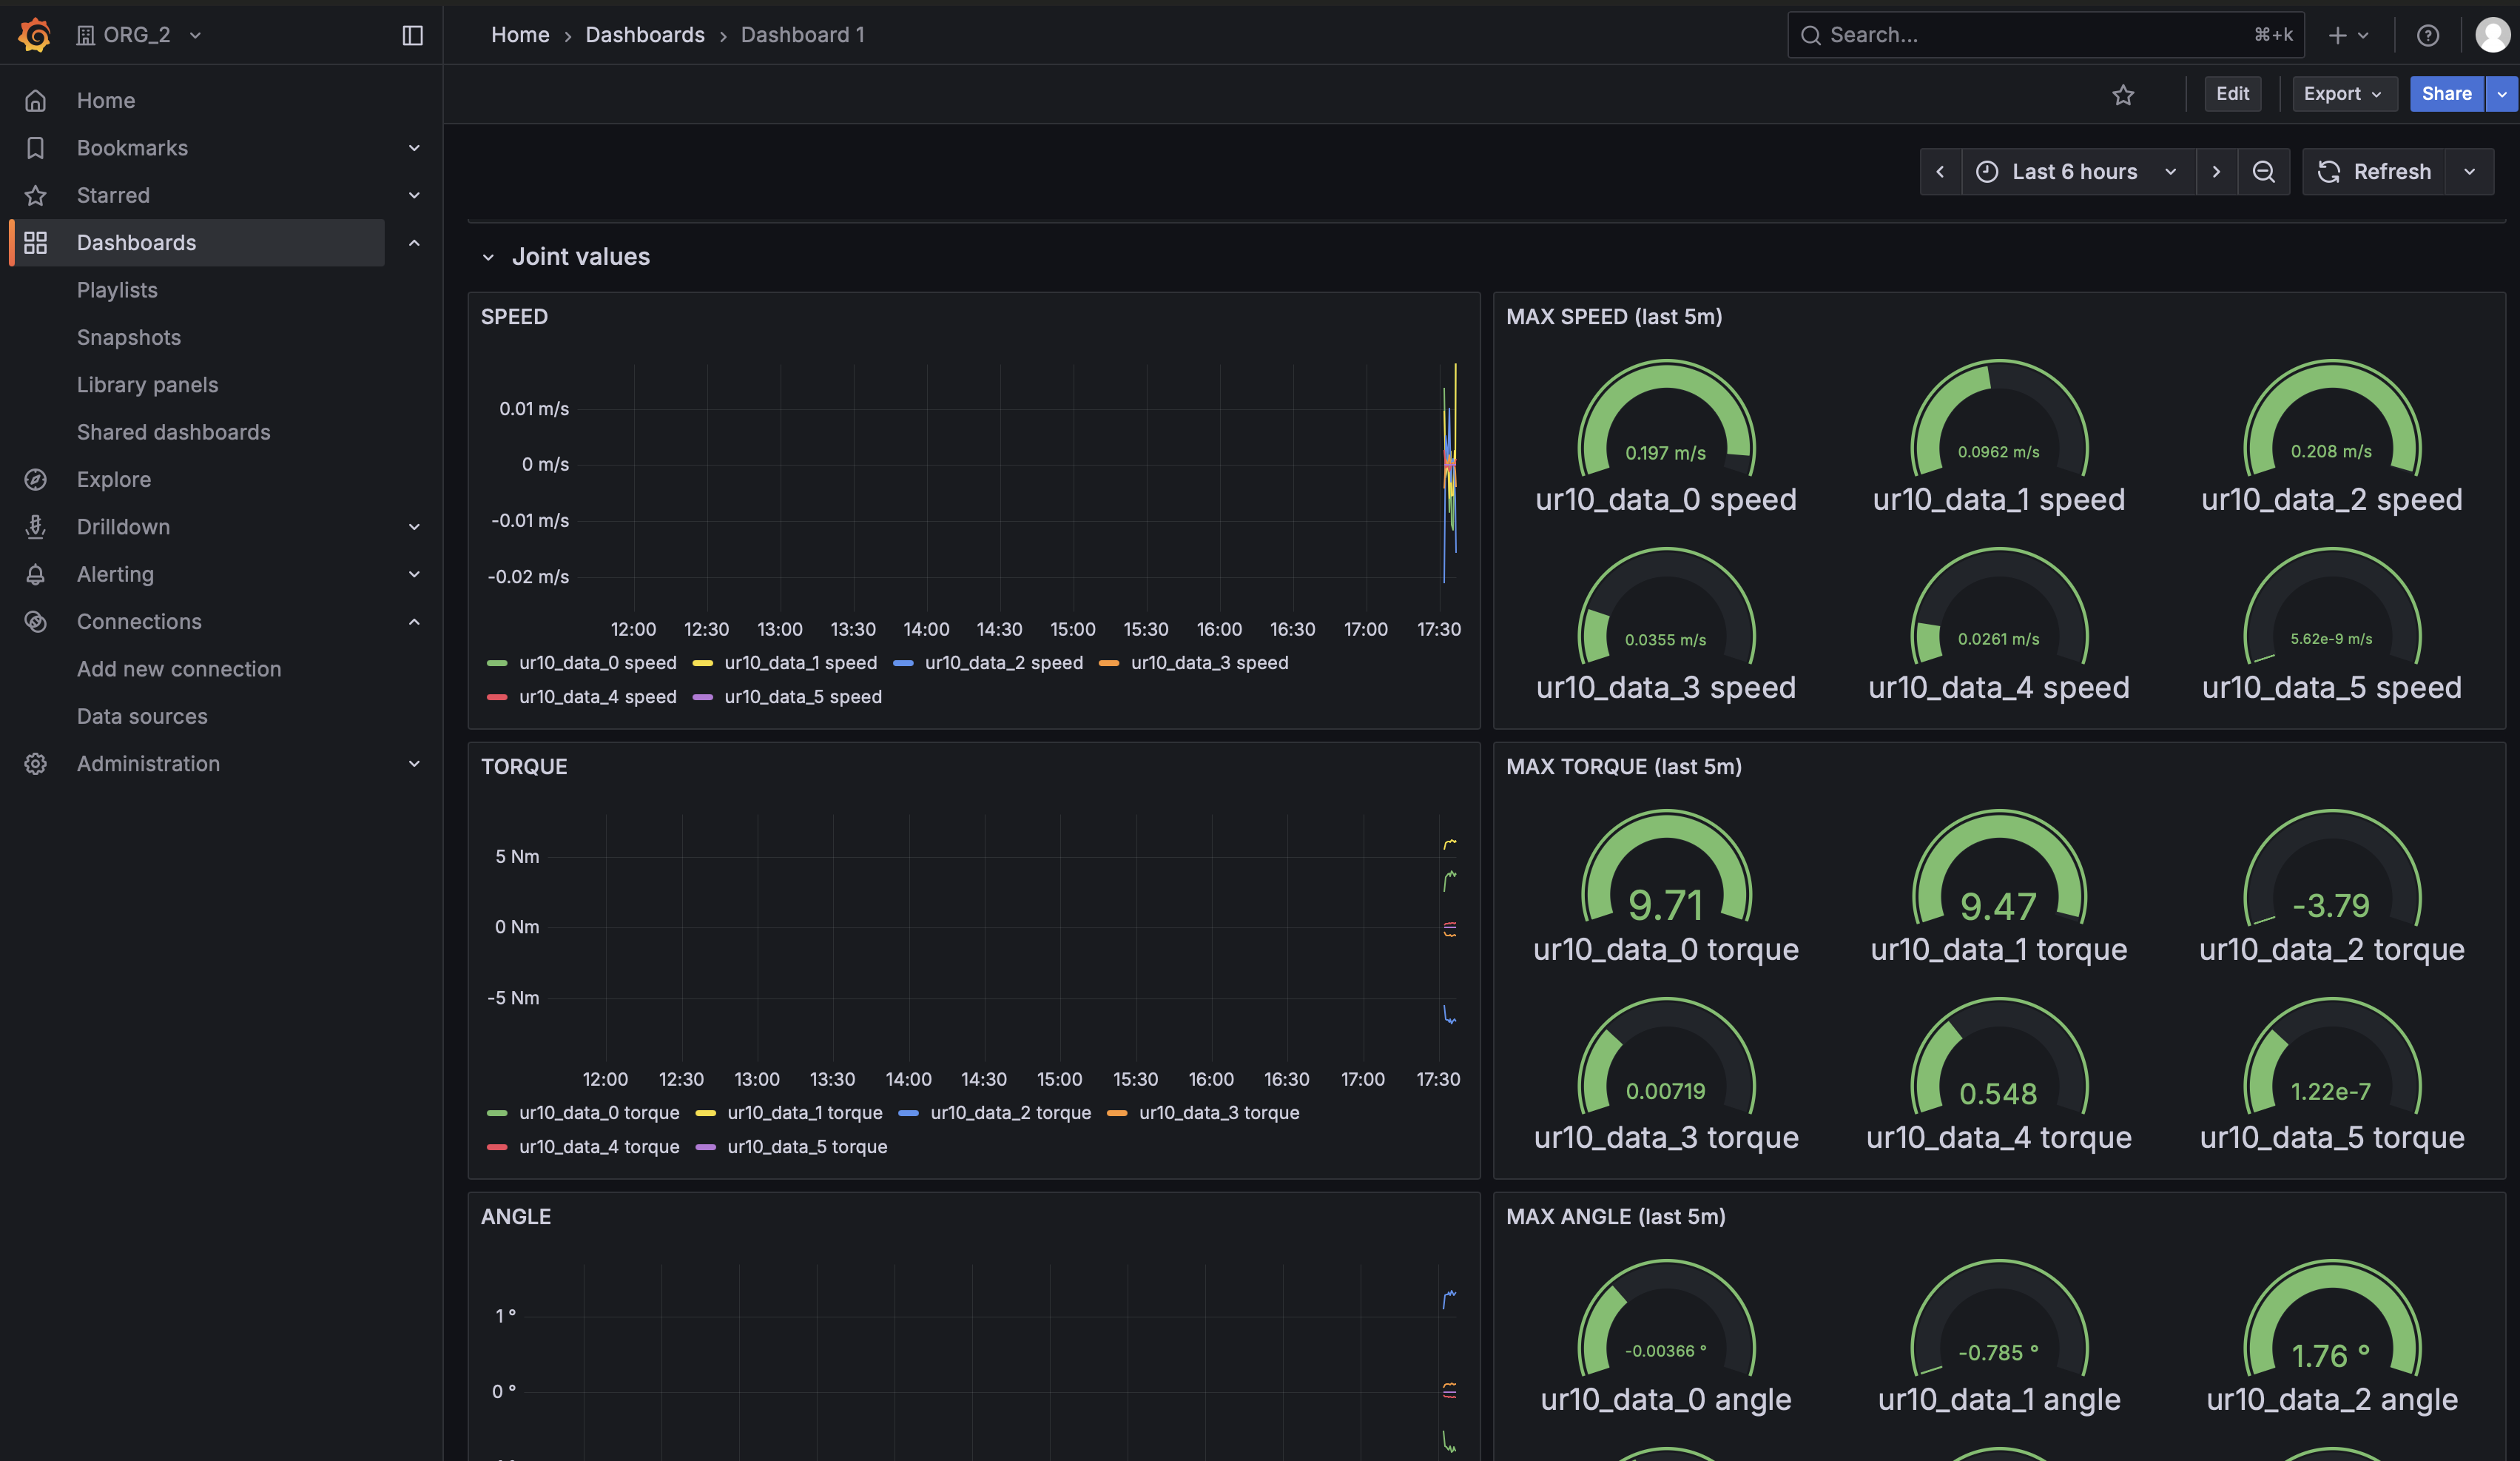 ORG_2
Home
Dashboards
Dashboard 1
Search...
⌘+k
Home
Bookmarks
Starred
Dashboards
Playlists
Snapshots
Library panels
Shared dashboards
Explore
Drilldown
Alerting
Connections
Add new connection
Data sources
Administration
Edit
Export
Share
Last 6 hours
Refresh
Joint values
SPEED
0.01 m/s
0 m/s
-0.01 m/s
-0.02 m/s
12:00 12:30 13:00 13:30 14:00 14:30 15:00 15:30 16:00 16:30 17:00 17:30
ur10_data_0 speed ur10_data_1 speed ur10_data_2 speed ur10_data_3 speed
ur10_data_4 speed ur10_data_5 speed
MAX SPEED (last 5m)
0.197 m/s 0.0962 m/s 0.208 m/s
ur10_data_0 speed ur10_data_1 speed ur10_data_2 speed
0.0355 m/s 0.0261 m/s 5.62e-9 m/s
ur10_data_3 speed ur10_data_4 speed ur10_data_5 speed
TORQUE
5 Nm
0 Nm
-5 Nm
12:00 12:30 13:00 13:30 14:00 14:30 15:00 15:30 16:00 16:30 17:00 17:30
ur10_data_0 torque ur10_data_1 torque ur10_data_2 torque ur10_data_3 torque
ur10_data_4 torque ur10_data_5 torque
MAX TORQUE (last 5m)
9.71 9.47 -3.79
ur10_data_0 torque ur10_data_1 torque ur10_data_2 torque
0.00719 0.548 1.22e-7
ur10_data_3 torque ur10_data_4 torque ur10_data_5 torque
ANGLE
1 °
0 °
MAX ANGLE (last 5m)
-0.00366 ° -0.785 ° 1.76 °
ur10_data_0 angle ur10_data_1 angle ur10_data_2 angle